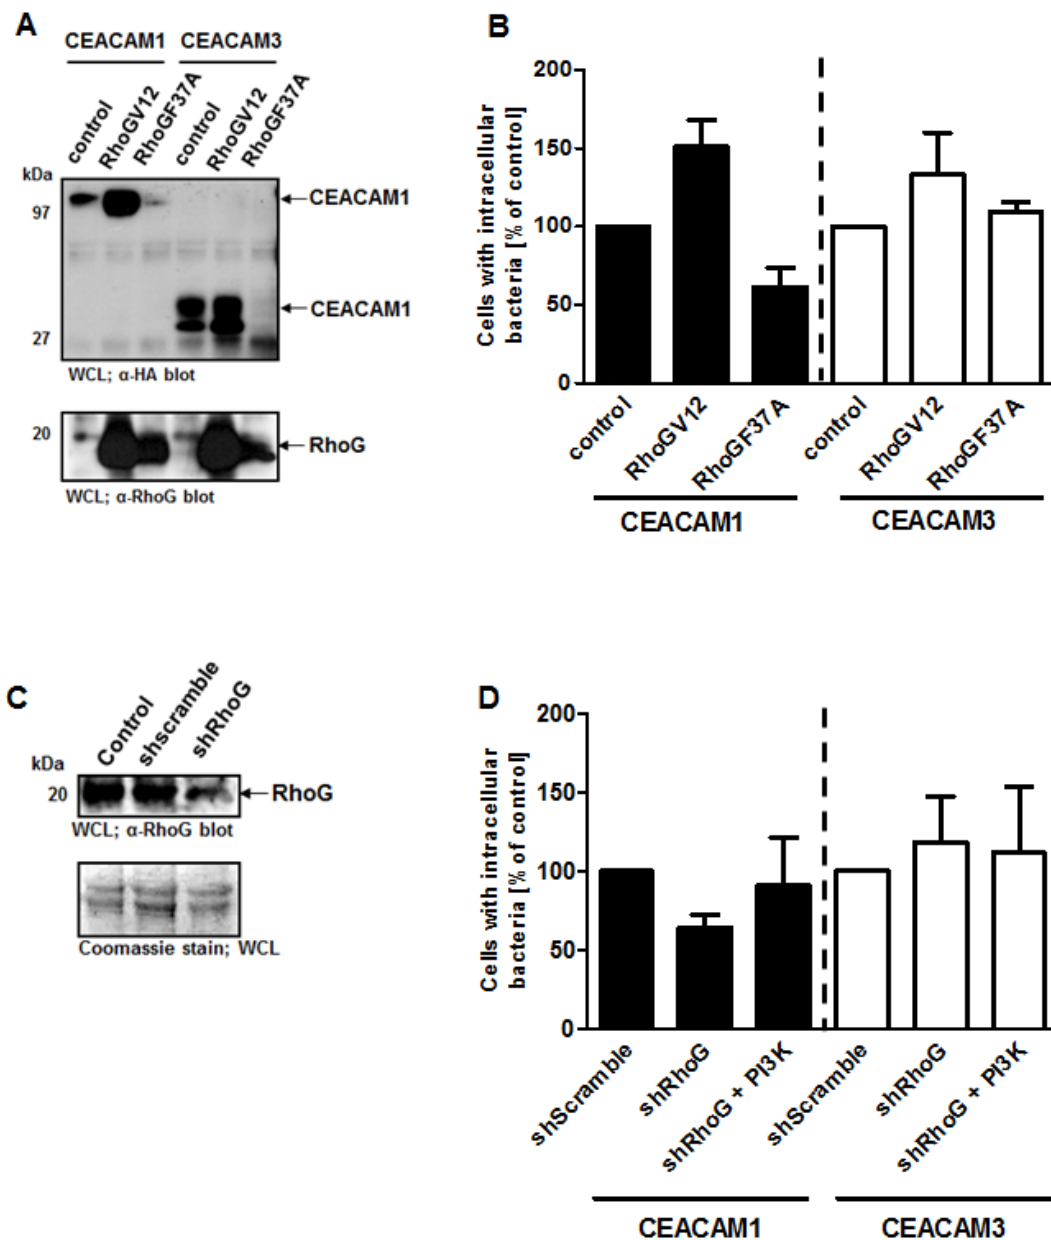 A
CEACAM1 CEACAM3
control RhoGV12 RhoGF37A control RhoGV12 RhoGF37A
kDa
97
27
CEACAM1
CEACAM1
WCL; α-HA blot
20
RhoG
WCL; α-RhoG blot
B
Cells with intracellular
bacteria [% of control]
200
150
100
50
0
control RhoGV12 RhoGF37A control RhoGV12 RhoGF37A
CEACAM1 CEACAM3
C
Control shscramble shRhoG
kDa
20
RhoG
WCL; α-RhoG blot
Coomassie stain; WCL
D
Cells with intracellular
bacteria [% of control]
200
150
100
50
0
shScramble shRhoG shRhoG + PI3K shScramble shRhoG shRhoG + PI3K
CEACAM1 CEACAM3